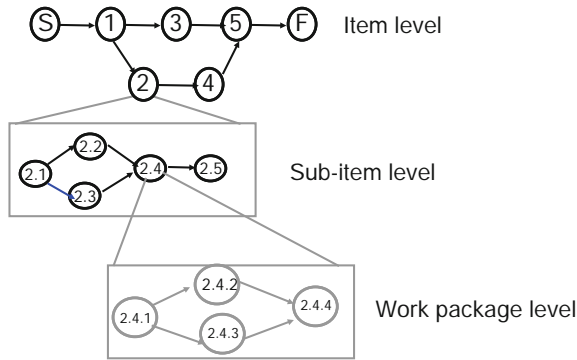 S 1 3 5 F Item level
2 4
2.2
2.1 2.4 2.5 Sub-item level
2.3
2.4.2
2.4.1 2.4.4 Work package level
2.4.3